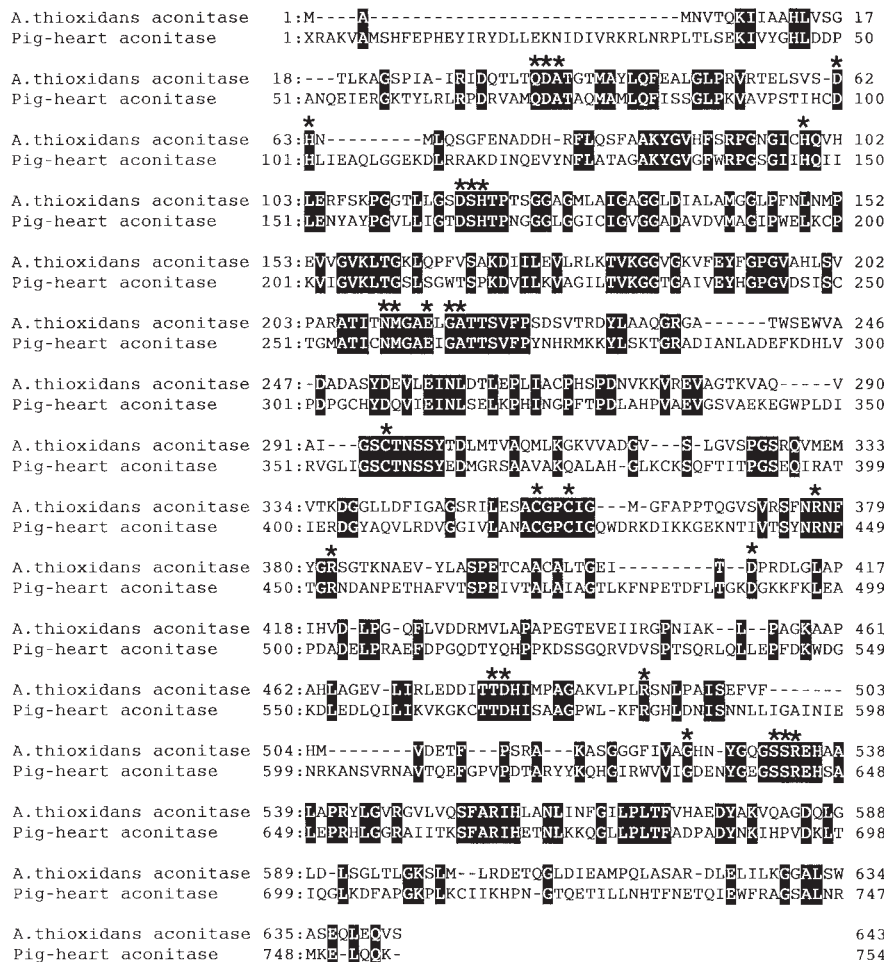 A.thioxidans aconitase 1:M----A---------------------------MNVTQKIIAAHLVSG 17
Pig-heart aconitase 1:XRAKVAMSHFEPHEYIRYDLLEKNIDIVRKRLNRPLTLSEKIVYGHLDDP 50
***
*
A.thioxidans aconitase 18:---TLKAGSPIA-IRIDQTLTQDATGTMAYLQFEALGLPRVRTELSVS-D 62
Pig-heart aconitase 51:ANQEIERGKTYLRLRPDRVAMQDATAQMAMLQFISSGLPKVAVPSTIHCD 100
*
*
A.thioxidans aconitase 63:HN---------MLQSGFENADDH-RFLQSFAAKYGVHFSRPGNGICHQVH 102
Pig-heart aconitase 101:HLIEAQLGGEKDLRRAKDINQEVYNFLATAGAKYGVGFWRPGSGIIHQII 150
***
A.thioxidans aconitase 103:LERFSKPGGTLLGSDSHTPTSGGAGMLAIGAGGLDIALAMGGLPFNLNMP 152
Pig-heart aconitase 151:LENYAYPGVLLIGTDSHTPNGGGLGGICIGVGGADAVDVMAGIPWELKCP 200
A.thioxidans aconitase 153:EVVGVKLTGKLQPFVSAKDIILEVLRLKTVKGGVGKVFEYFGPGVAHLSV 202
Pig-heart aconitase 201:KVIGVKLTGSLSGWTSPKDVILKVAGILTVKGGTGAIVEYHGPGVDSISC 250
** * **
A.thioxidans aconitase 203:PARATITNMGAELGATTSVFPSDSVTRDYLAAQGRGA------TWSEWVA 246
Pig-heart aconitase 251:TGMATICNMGAEIGATTSVFPYNHRMKKYLSKTGRADIANLADEFKDHLV 300
A.thioxidans aconitase 247:-DADASYDEVLEINLDTLEPLIACPHSPDNVKKVREVAGTKVAQ-----V 290
Pig-heart aconitase 301:PDPGCHYDQVIEINLSELKPHINGPFTPDLAHPVAEVGSVAEKEGWPLDI 350
*
A.thioxidans aconitase 291:AI---GSCTNSSYTDLMTVAQMLKGKVVADGV---S-LGVSPGSRQVMEM 333
Pig-heart aconitase 351:RVGLIGSCTNSSYEDMGRSAAVAKQALAH-GLKCKSQFTITPGSEQIRAT 399
* * *
A.thioxidans aconitase 334:VTKDGGLLDFIGAGSRILESACGPCIG---M-GFAPPTQGVSVRSFNRNF 379
Pig-heart aconitase 400:IERDGYAQVLRDVGGIVLANACGPCIGQWDRKDIKKGEKNTIVTSYNRNF 449
* *
A.thioxidans aconitase 380:YGRSGTKNAEV-YLASPETCAACALTGEI-------T--DPRDLGLAP 417
Pig-heart aconitase 450:TGRNDANPETHAFVTSPEIVTALAIAGTLKFNPETDFLTGKDGKKFKLEA 499
A.thioxidans aconitase 418:IHVD-LPG-QFLVDDRMVLAPAPEGTEVEIIRGPNIAK--L--PAGKAAP 461
Pig-heart aconitase 500:PDADELPRAEFDPGQDTYQHPPKDSSGQRVDVSPTSQRLQLLEPFDKWDG 549
** *
A.thioxidans aconitase 462:AHLAGEV-LIRLEDDITTTDHIMPAGAKVLPLRSNLPAISEFVF------- 503
Pig-heart aconitase 550:KDLEDLQILIKVKGKCTTDHISAAGPWL-KFRGHLDNISNNLLIGAINIE 598
* ***
A.thioxidans aconitase 504:HM------VDETF---PSRA---KASGGGFIVAGHN-YGQGSSREHAA 538
Pig-heart aconitase 599:NRKANSVRNAVTQEFGPVPDTARYYKQHGIRWVVIGDENYGEGSSREHSA 648
A.thioxidans aconitase 539:LAPRYLGVRGVLVQSFARIHLANLINFGILPLTFVHAEDYAKVQAGDQLG 588
Pig-heart aconitase 649:LEPRHLGGRAIITKSFARIHETNLKKQGLLPLTFADPADYNKIHPVDKLT 698
A.thioxidans aconitase 589:LD-LSGLTLGKSLM--LRDETQGLDIEAMPQLASARD-LELILKGGALSW 634
Pig-heart aconitase 699:IQGLKDFAPGKPLKCIIKHPN-GTQETILLNHTFNETQIEWFRAGSALNR 747
A.thioxidans aconitase 635:ASEQLEQVS 643
Pig-heart aconitase 748:MKE-LQQK- 754